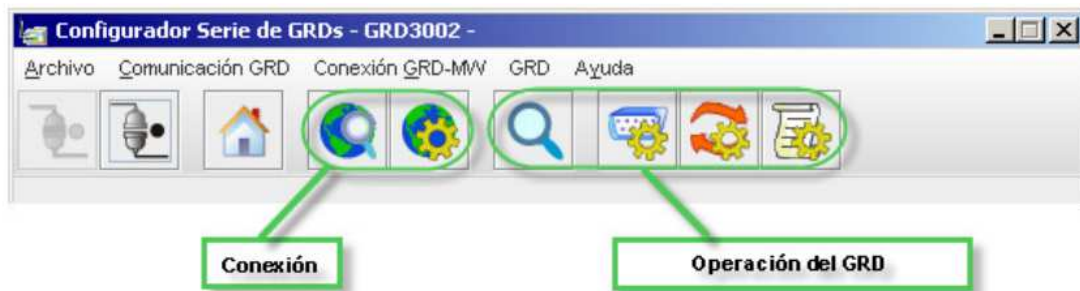 Configurador Serie de GRDs - GRD3002 -
Archivo Comunicación GRD Conexión GRD-MW GRD Ayuda
Conexión Operación del GRD